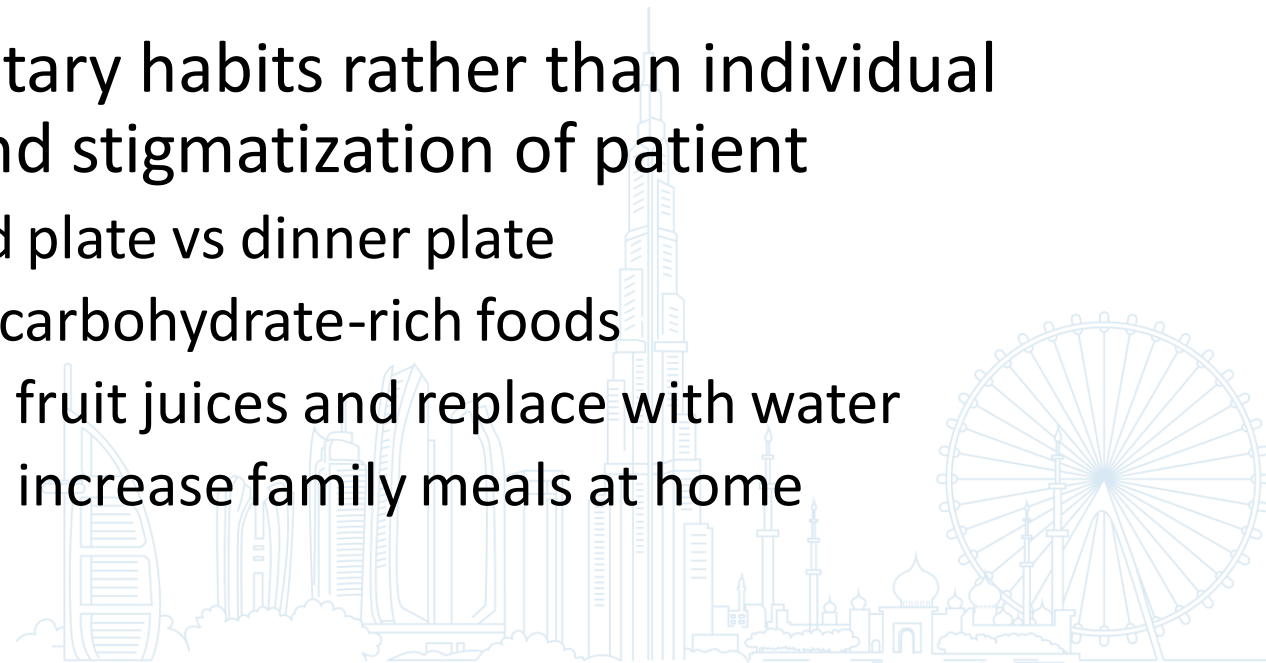 tary habits rather than individual
nd stigmatization of patient
d plate vs dinner plate
carbohydrate-rich foods
fruit juices and replace with water
increase family meals at home